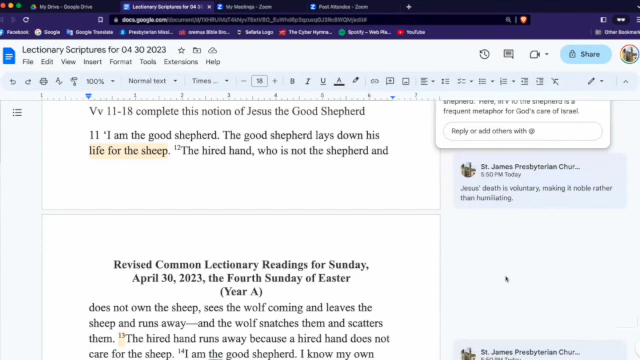 My Drive - Google Drive
Lectionary Scriptures for 04 30
My Meetings - Zoom
Post Attendee - Zoom
docs.google.com
Facebook
Google
Google Translate
Presbyterian Miss...
oremus Bible Bro...
Sefaria Logo
Spotify - Web Pla...
The Cyber Hymna...
YouTube
Other Bookmarks
Lectionary Scriptures for 04 30 2023
File Edit View Insert Format Tools Extensions Help
Share
100%
Normal text
Times ...
18
Vv 11-18 complete this notion of Jesus the Good Shepherd
11 ‘I am the good shepherd. The good shepherd lays down his
life for the sheep. 12The hired hand, who is not the shepherd and
Revised Common Lectionary Readings for Sunday,
April 30, 2023, the Fourth Sunday of Easter
(Year A)
does not own the sheep, sees the wolf coming and leaves the
sheep and runs away—and the wolf snatches them and scatters
them. 13The hired hand runs away because a hired hand does not
care for the sheep. 14I am the good shepherd. I know my own
shepherd. Here, in v 10 the shepherd is a
frequent metaphor for God's care of Israel.
Reply or add others with @
St. James Presbyterian Chur...
5:50 PM Today
Jesus' death is voluntary, making it noble rather
than humiliating.
St. James Presbyterian Chur...
5:50 PM Today